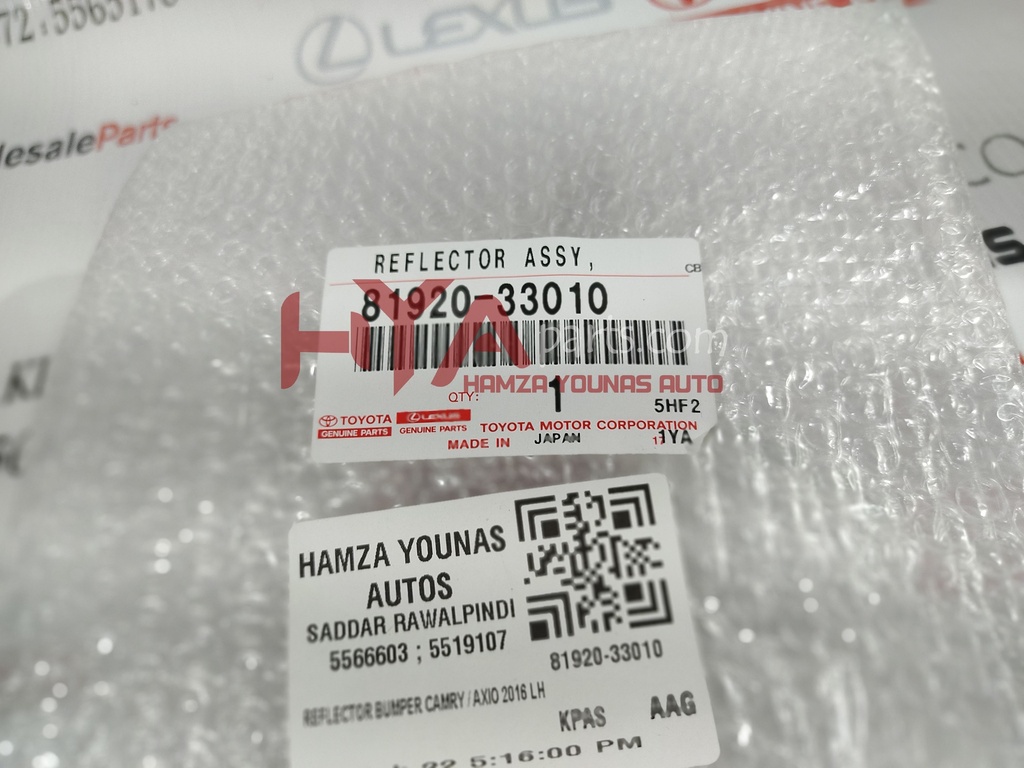 LEXUS
lesaleParts
REFLECTOR ASSY,
CB
81920-33010
HYA parts.com
HAMZA YOUNAS AUTO
QTY: 1
5HF2
TOYOTA LEXUS
GENUINE PARTS GENUINE PARTS
TOYOTA MOTOR CORPORATION
MADE IN JAPAN
1YA
HAMZA YOUNAS
AUTOS
SADDAR RAWALPINDI
5566603 ; 5519107
81920-33010
REFLECTOR BUMPER CAMRY / AXIO 2016 LH
KPAS AAG
22 5:16:00 PM